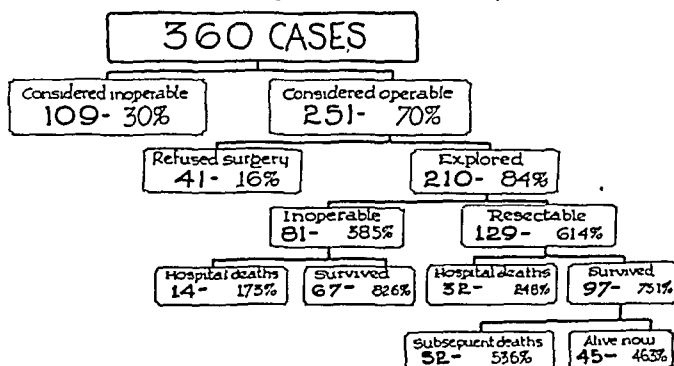 360 CASES
Considered inoperable
109- 30%
Considered operable
251- 70%
Refused surgery
41- 16%
Explored
210- 84%
Inoperable
81- 385%
Resectable
129- 614%
Hospital deaths
14- 173%
Survived
67- 826%
Hospital deaths
32- 248%
Survived
97- 751%
Subsequent deaths
52- 536%
Alive now
45- 463%